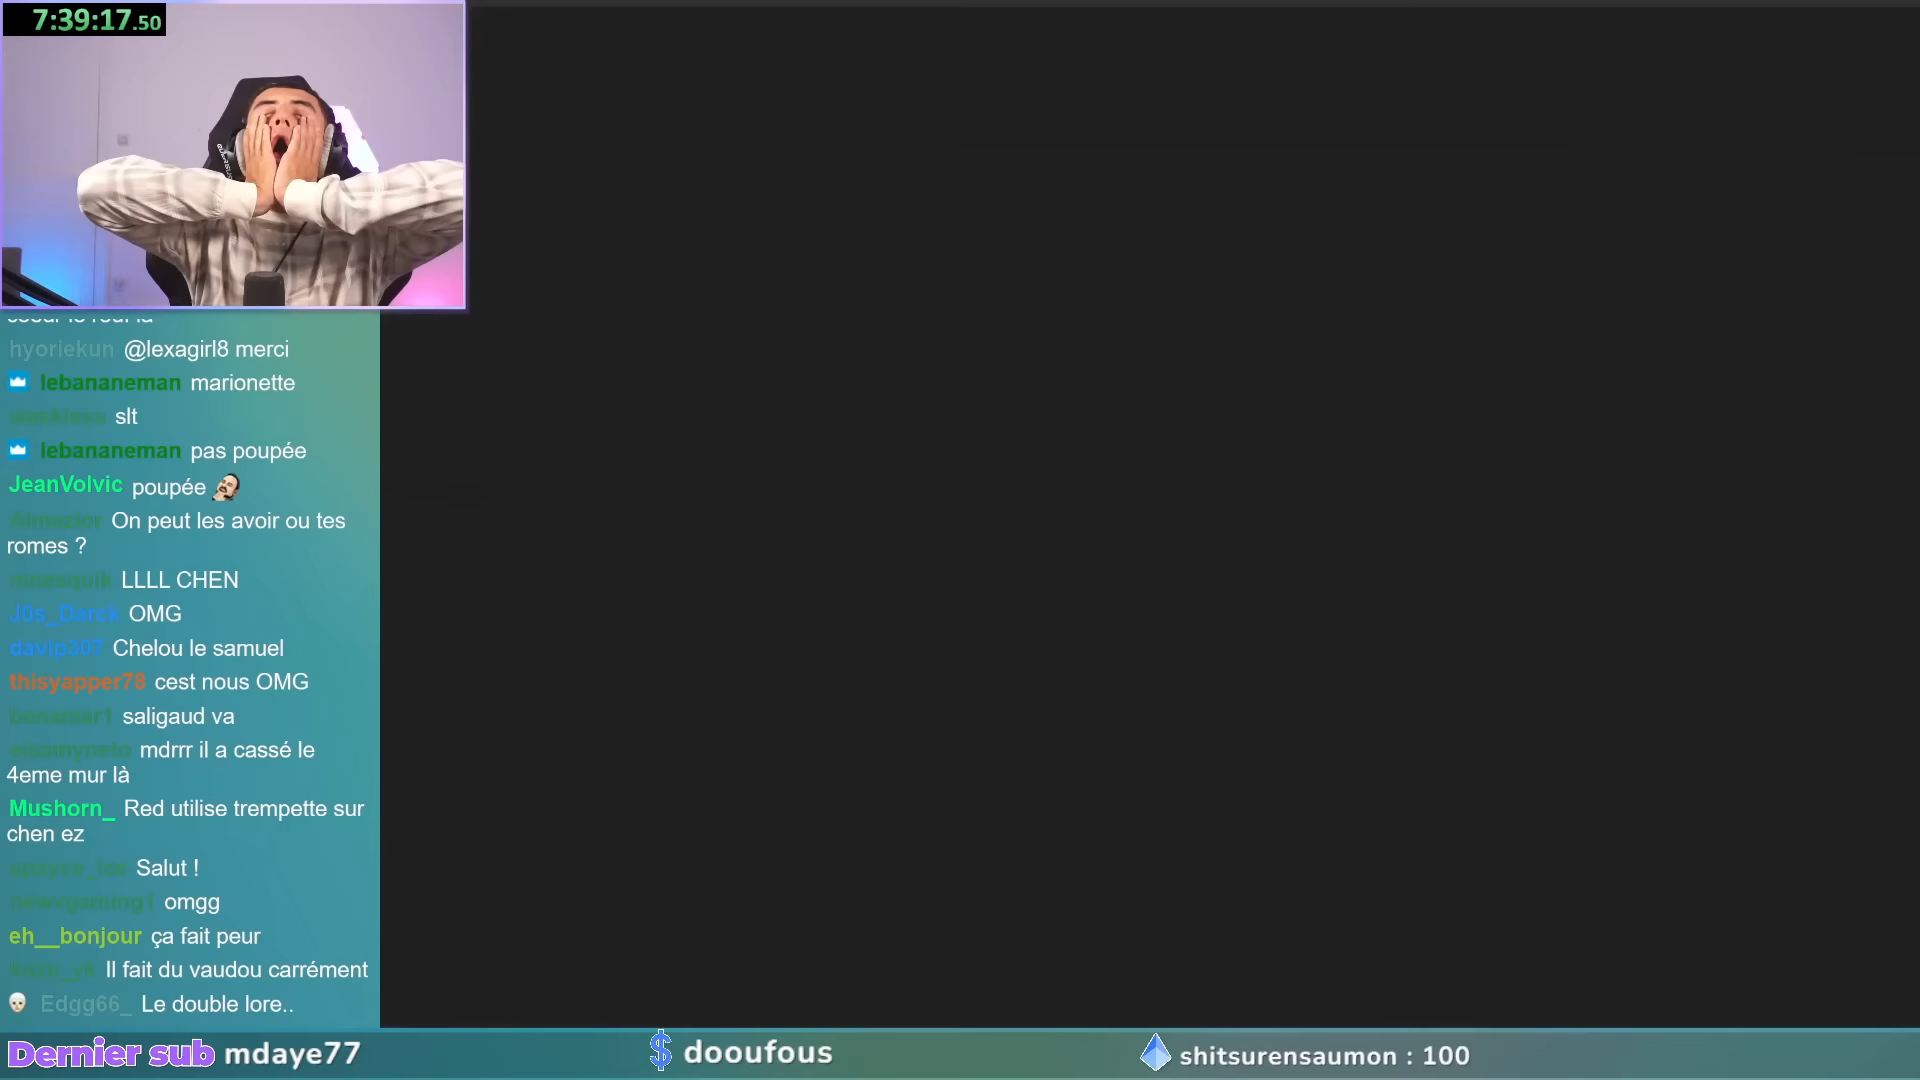 7:39:17.50
hyoriekun @lexagirl8 merci
lebananeman marionette
slt
lebananeman pas poupée
JeanVolvic poupée
On peut les avoir ou tes
romes ?
LLLL CHEN
J0s_Darck OMG
davip307 Chelou le samuel
thisyapper78 cest nous OMG
saligaud va
mdrrr il a cassé le
4eme mur là
Mushorn_ Red utilise trempette sur
chen ez
Salut !
omgg
eh__bonjour ça fait peur
Il fait du vaudou carrément
Edgg66_ Le double lore..
Dernier sub mdaye77
$ dooufous
shitsurensaumon : 100